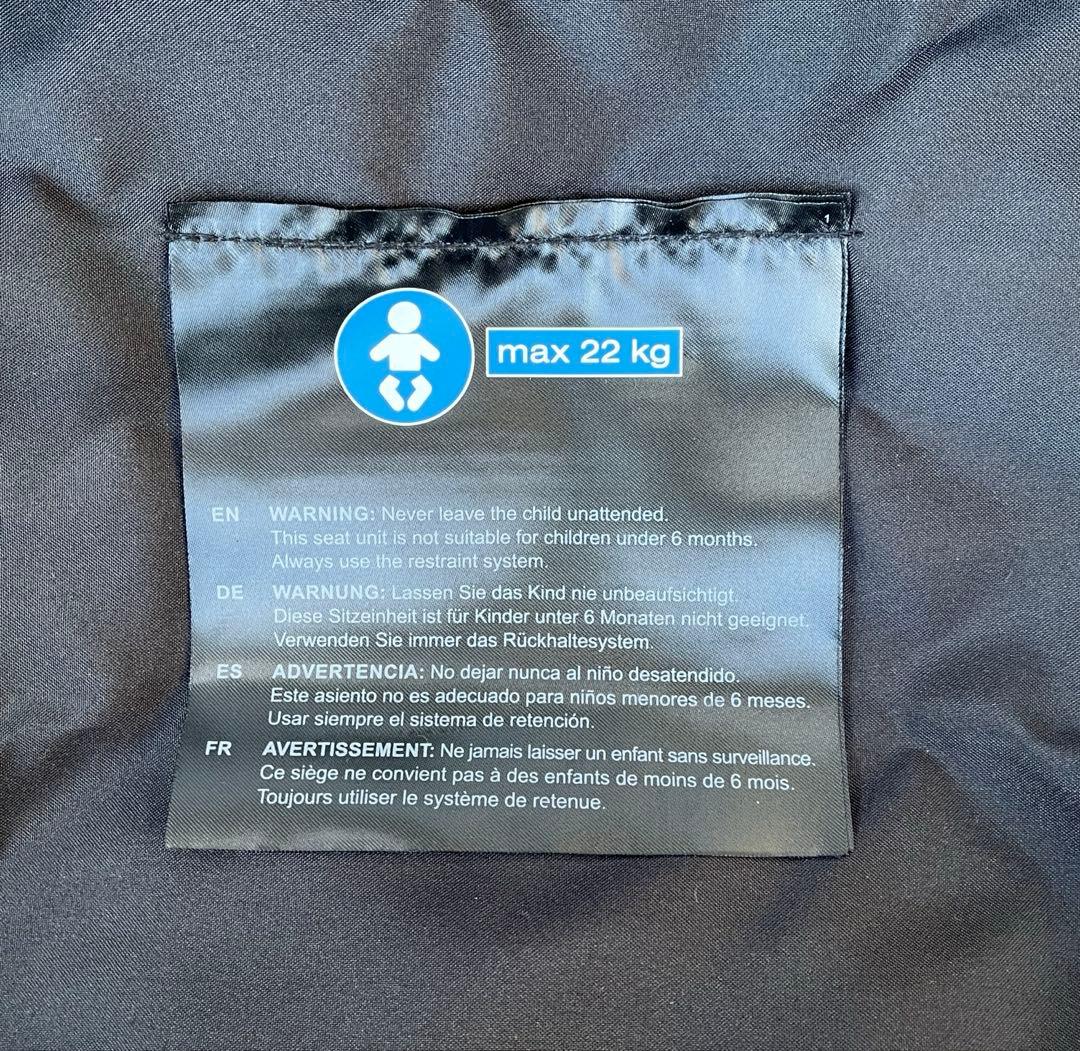 max 22 kg
EN WARNING: Never leave the child unattended.
This seat unit is not suitable for children under 6 months.
Always use the restraint system.
DE WARNUNG: Lassen Sie das Kind nie unbeaufsichtigt.
Diese Sitzeinheit ist für Kinder unter 6 Monaten nicht geeignet.
Verwenden Sie immer das Rückhaltesystem.
ES ADVERTENCIA: No dejar nunca al niño desatendido.
Este asiento no es adecuado para niños menores de 6 meses.
Usar siempre el sistema de retención.
FR AVERTISSEMENT: Ne jamais laisser un enfant sans surveillance.
Ce siège ne convient pas à des enfants de moins de 6 mois.
Toujours utiliser le système de retenue.